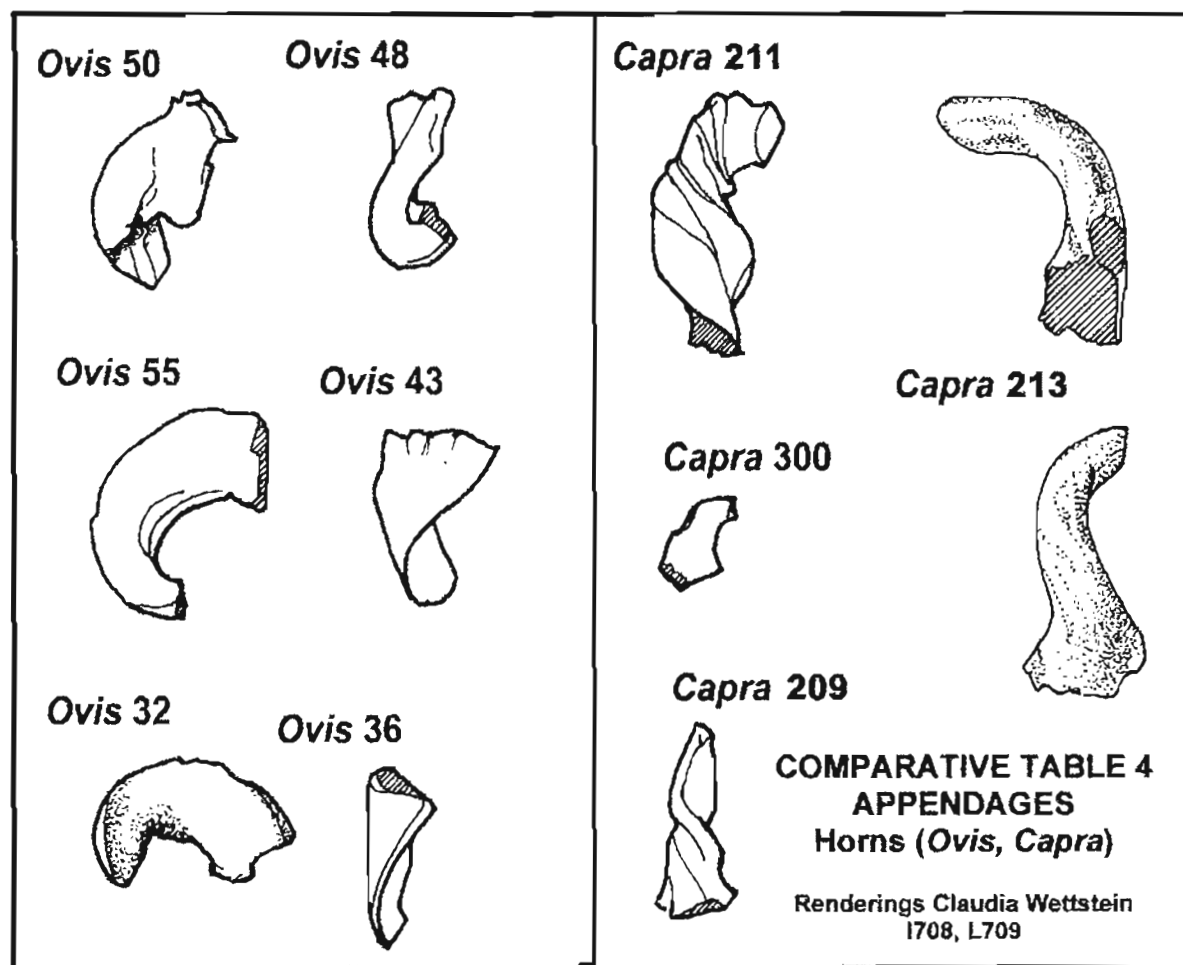 Ovis 50
Ovis 48
Ovis 55
Ovis 43
Ovis 32
Ovis 36
Capra 211
Capra 213
Capra 300
Capra 209
COMPARATIVE TABLE 4
APPENDAGES
Horns (Ovis, Capra)
Renderings Claudia Wettstein
I708, L709